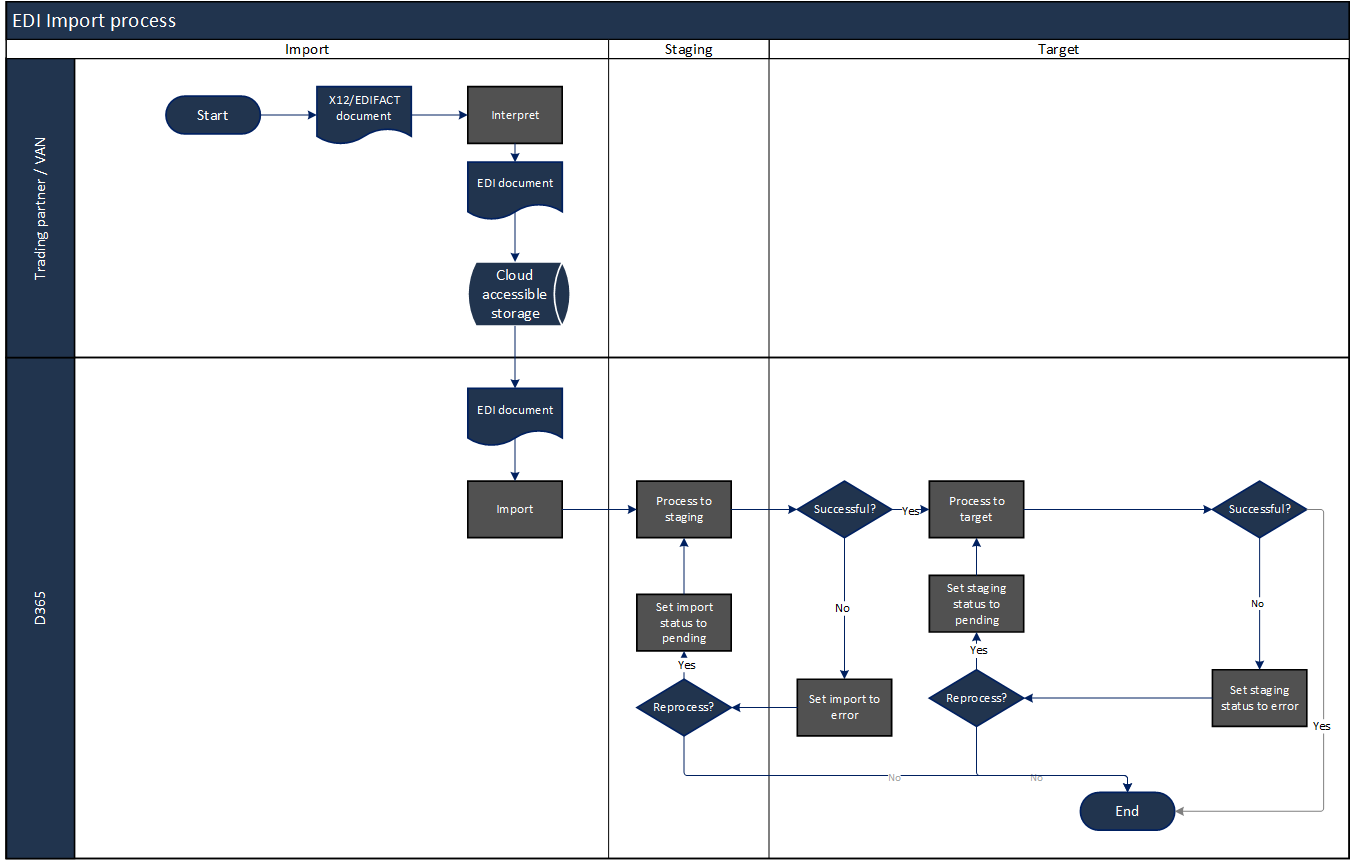 EDI Import process
Import
Staging
Target
Trading partner / VAN
Start
X12/EDIFACT
document
Interpret
EDI document
Cloud
accessible
storage
D365
EDI document
Import
Process to
staging
Successful?
Yes
Process to
target
Successful?
Set import
status to
pending
No
Set staging
status to
pending
No
Yes
Yes
Reprocess?
Set import to
error
Reprocess?
Set staging
status to error
Yes
No
No
End